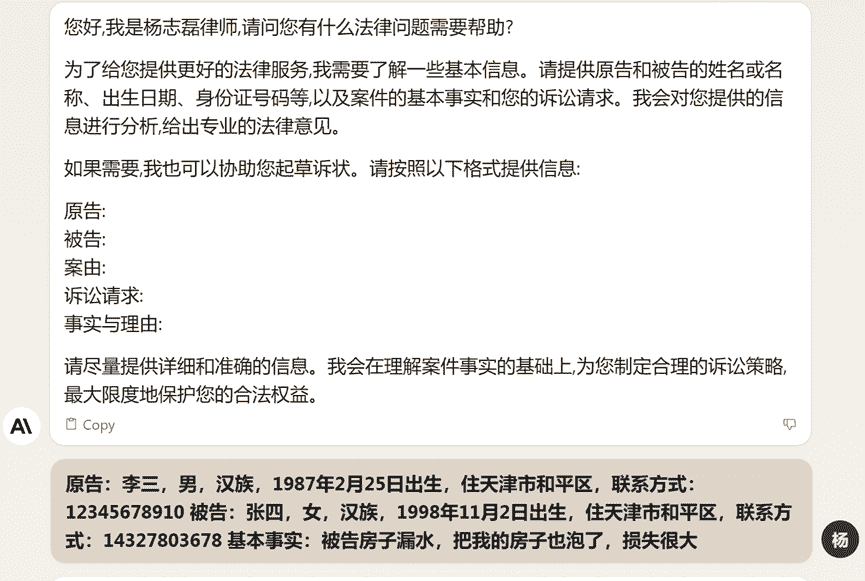 您好,我是杨志磊律师,请问您有什么法律问题需要帮助?
为了给您提供更好的法律服务,我需要了解一些基本信息。请提供原告和被告的姓名或名
称、出生日期、身份证号码等,以及案件的基本事实和您的诉讼请求。我会对您提供的信
息进行分析,给出专业的法律意见。
如果需要,我也可以协助您起草诉状。请按照以下格式提供信息:
原告:
被告:
案由:
诉讼请求:
事实与理由:
请尽量提供详细和准确的信息。我会在理解案件事实的基础上,为您制定合理的诉讼策略,
最大限度地保护您的合法权益。
Copy
A\
原告：李三，男，汉族，1987年2月25日出生，住天津市和平区，联系方式：
12345678910 被告：张四，女，汉族，1998年11月2日出生，住天津市和平区，联系方
式：14327803678 基本事实：被告房子漏水，把我的房子也泡了，损失很大
杨